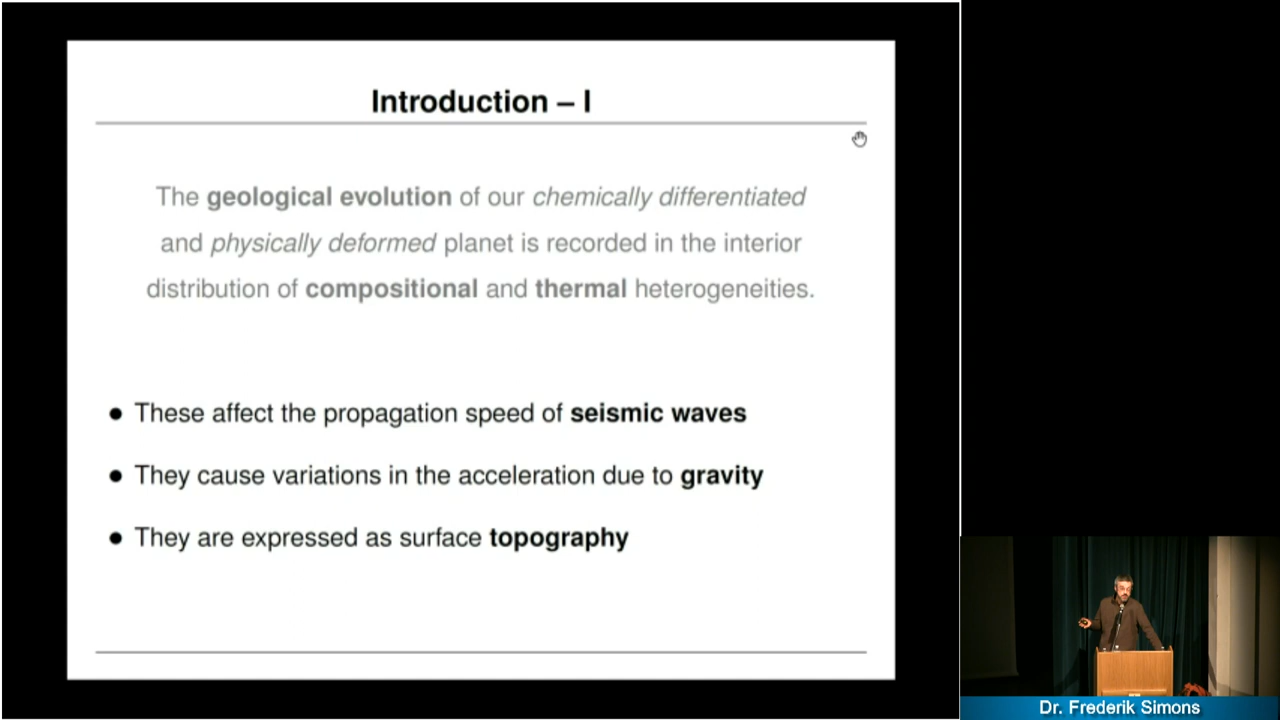 Introduction – I
The geological evolution of our chemically differentiated
and physically deformed planet is recorded in the interior
distribution of compositional and thermal heterogeneities.
● These affect the propagation speed of seismic waves
● They cause variations in the acceleration due to gravity
● They are expressed as surface topography
Dr. Frederik Simons